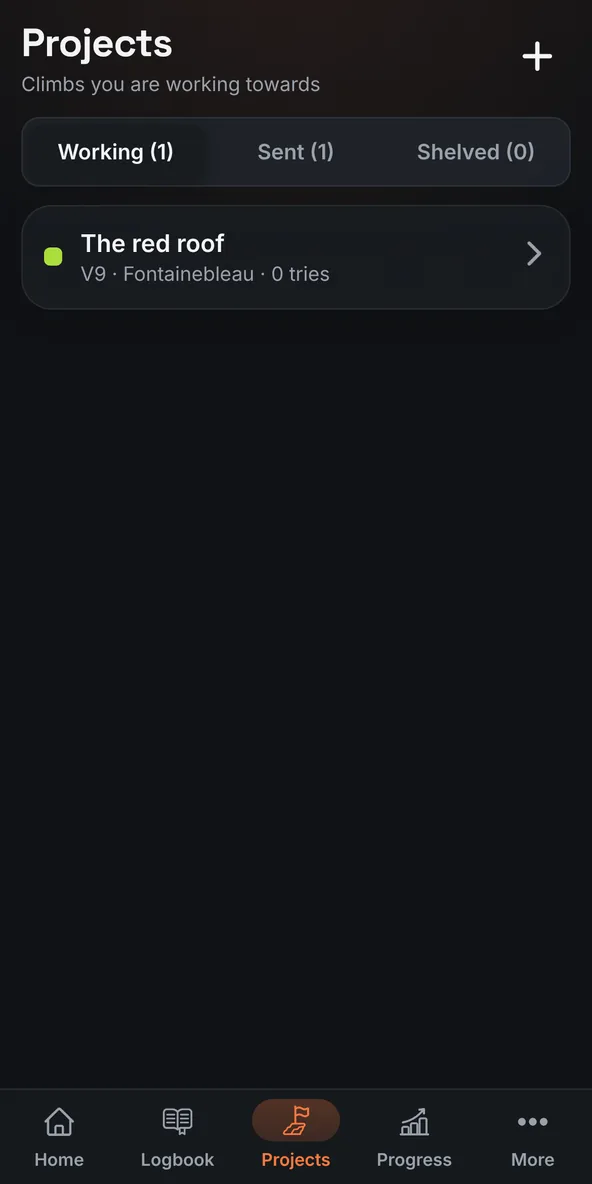 Projects
Climbs you are working towards
Working (1)
Sent (1)
Shelved (0)
The red roof
V9 · Fontainebleau · 0 tries
Home
Logbook
Projects
Progress
More